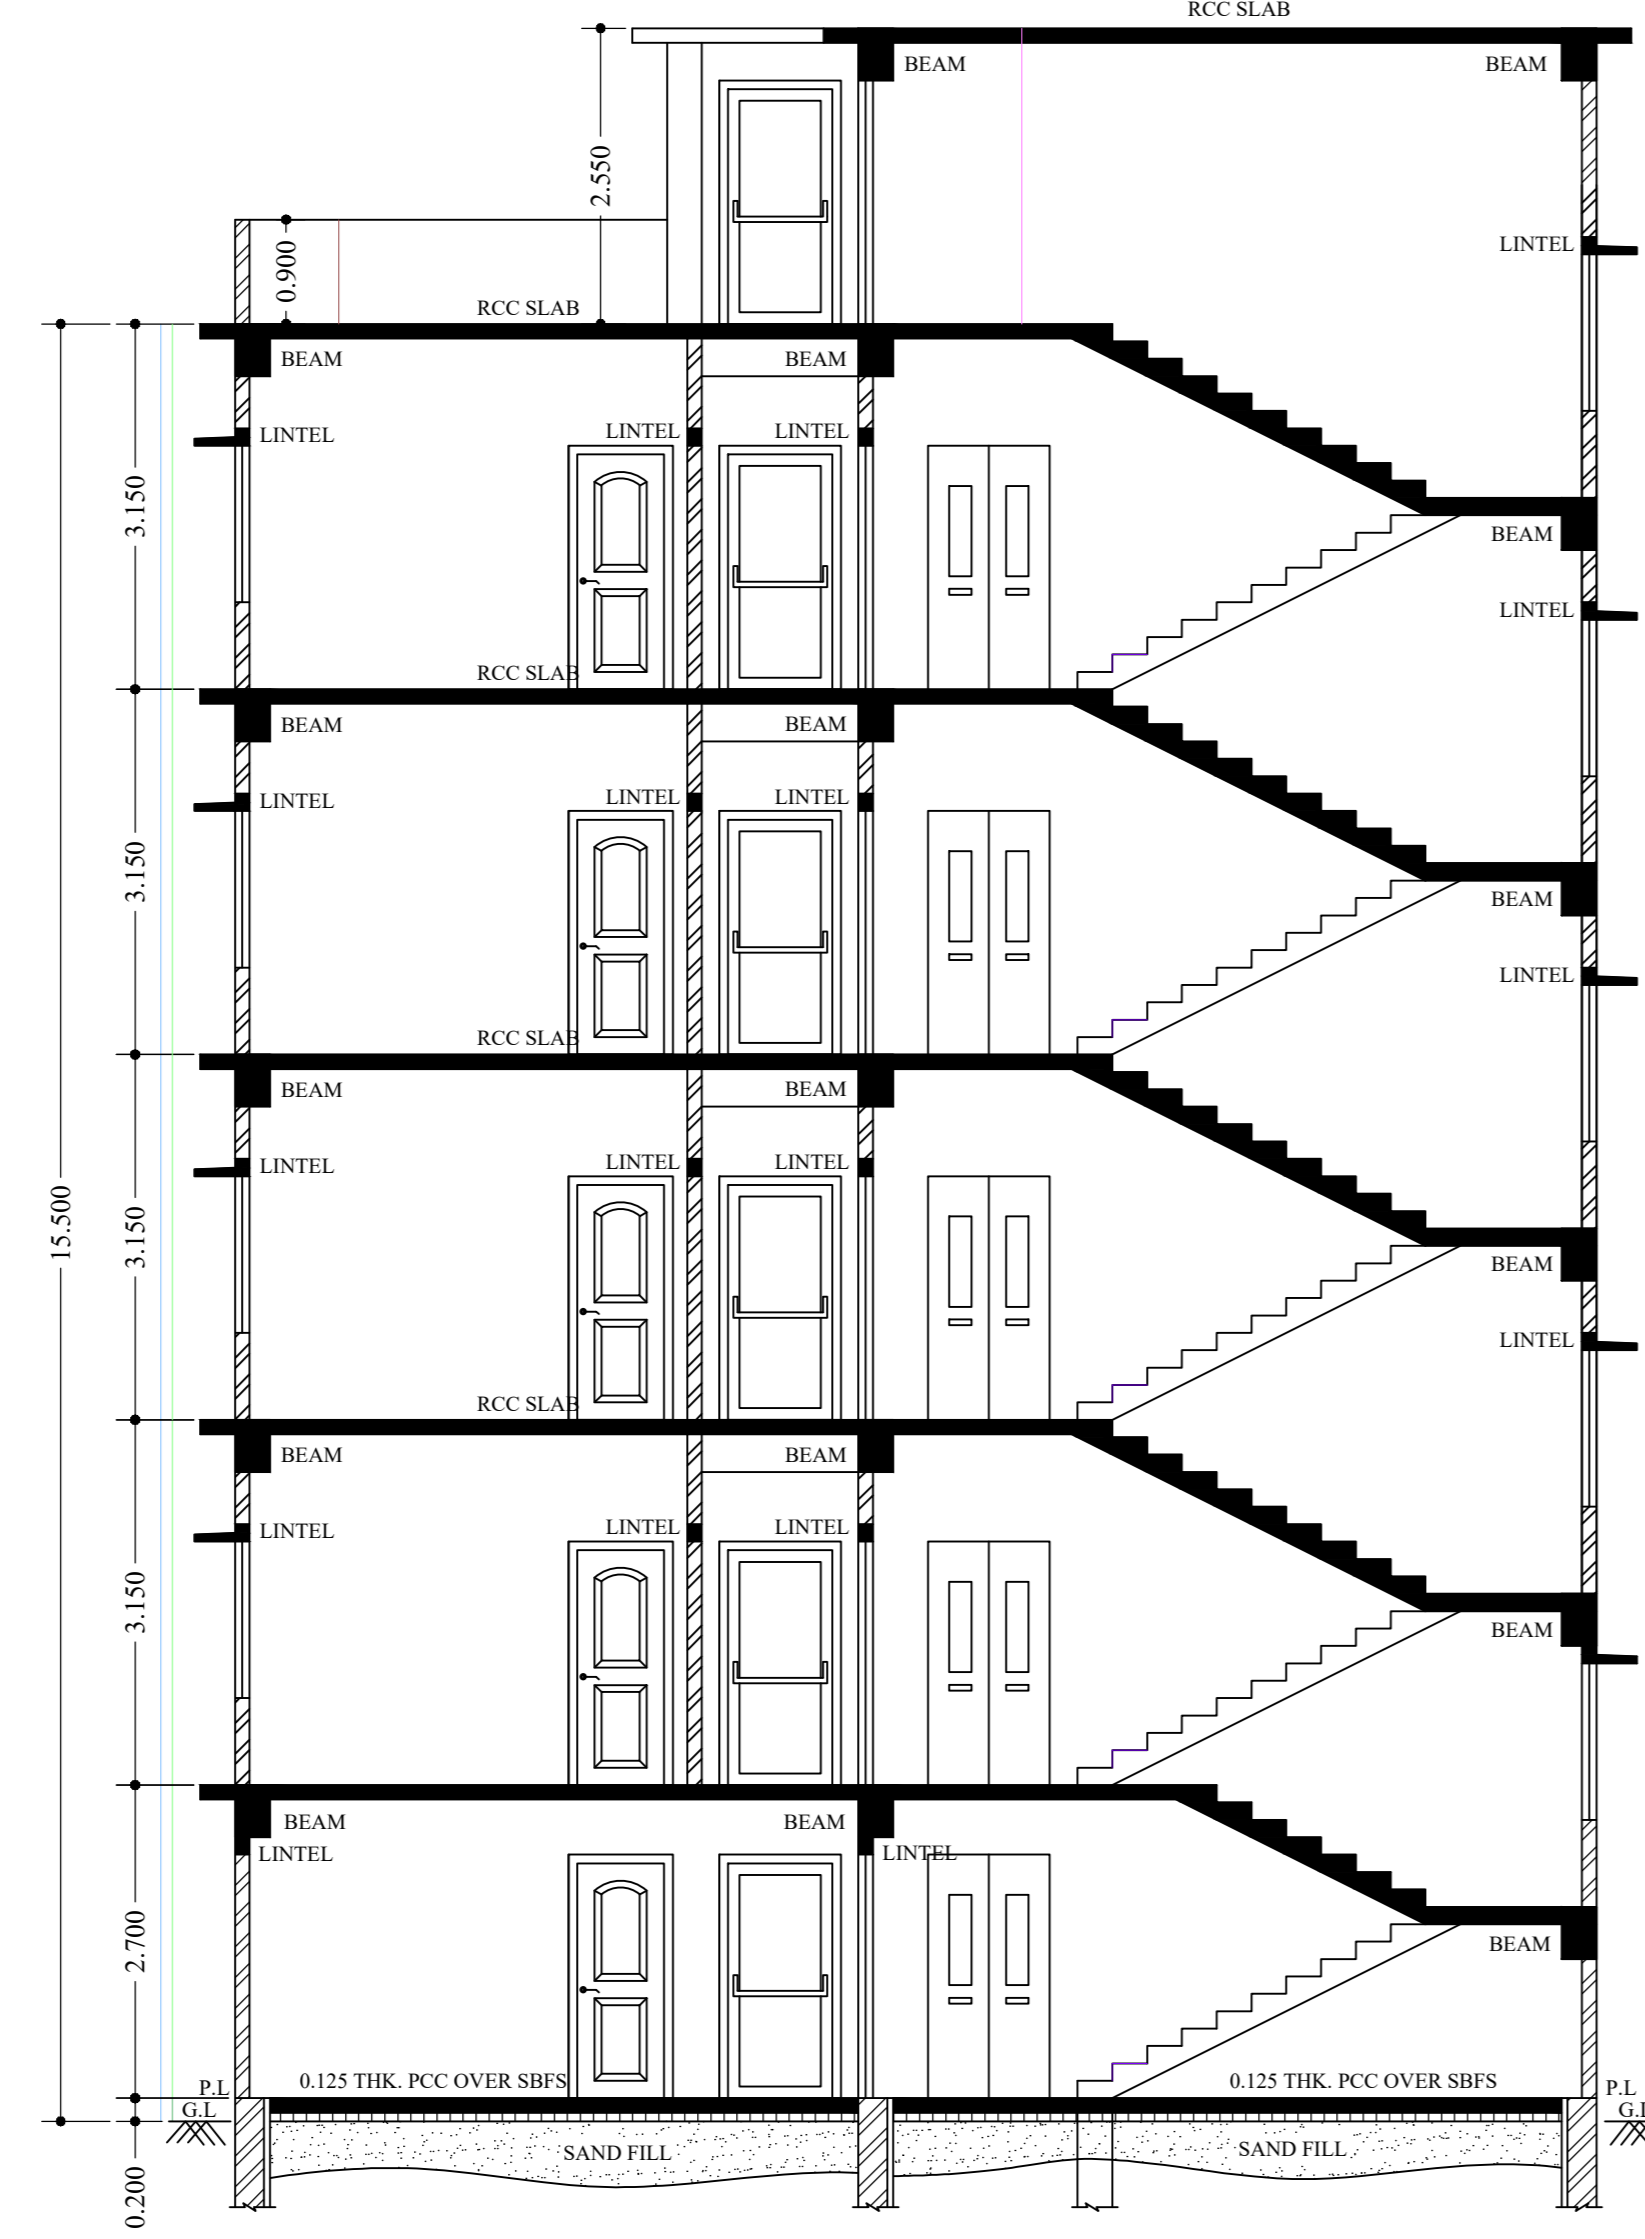 RCC SLAB
BEAM
BEAM
2.550
0.900
LINTEL
RCC SLAB
BEAM
BEAM
LINTEL
LINTEL
LINTEL
3.150
BEAM
LINTEL
RCC SLAB
BEAM
BEAM
LINTEL
LINTEL
LINTEL
3.150
BEAM
LINTEL
RCC SLAB
BEAM
BEAM
LINTEL
LINTEL
LINTEL
15.500
3.150
BEAM
LINTEL
RCC SLAB
BEAM
BEAM
LINTEL
LINTEL
LINTEL
3.150
BEAM
BEAM
BEAM
LINTEL
LINTEL
2.700
BEAM
P.L
0.125 THK. PCC OVER SBFS
0.125 THK. PCC OVER SBFS
P.L
G.L
G.L
SAND FILL
SAND FILL
0.200